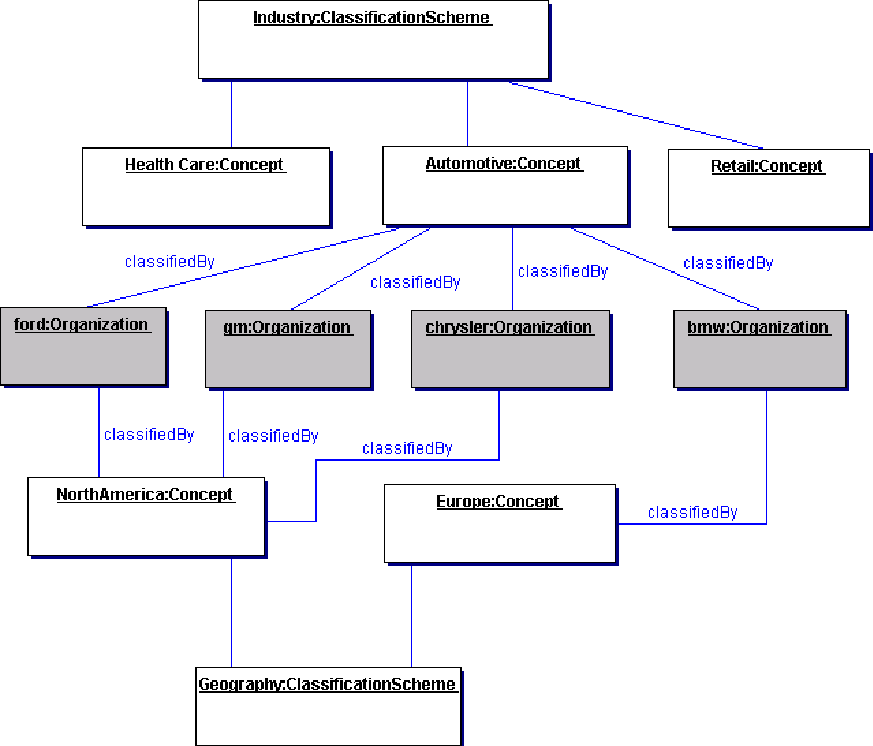 Industry:ClassificationScheme
Health Care:Concept
Automotive:Concept
Retail:Concept
classifiedBy
classifiedBy
classifiedBy
classifiedBy
ford:Organization
gm:Organization
chrysler:Organization
bmw:Organization
classifiedBy
classifiedBy
classifiedBy
NorthAmerica:Concept
Europe:Concept
classifiedBy
Geography:ClassificationScheme